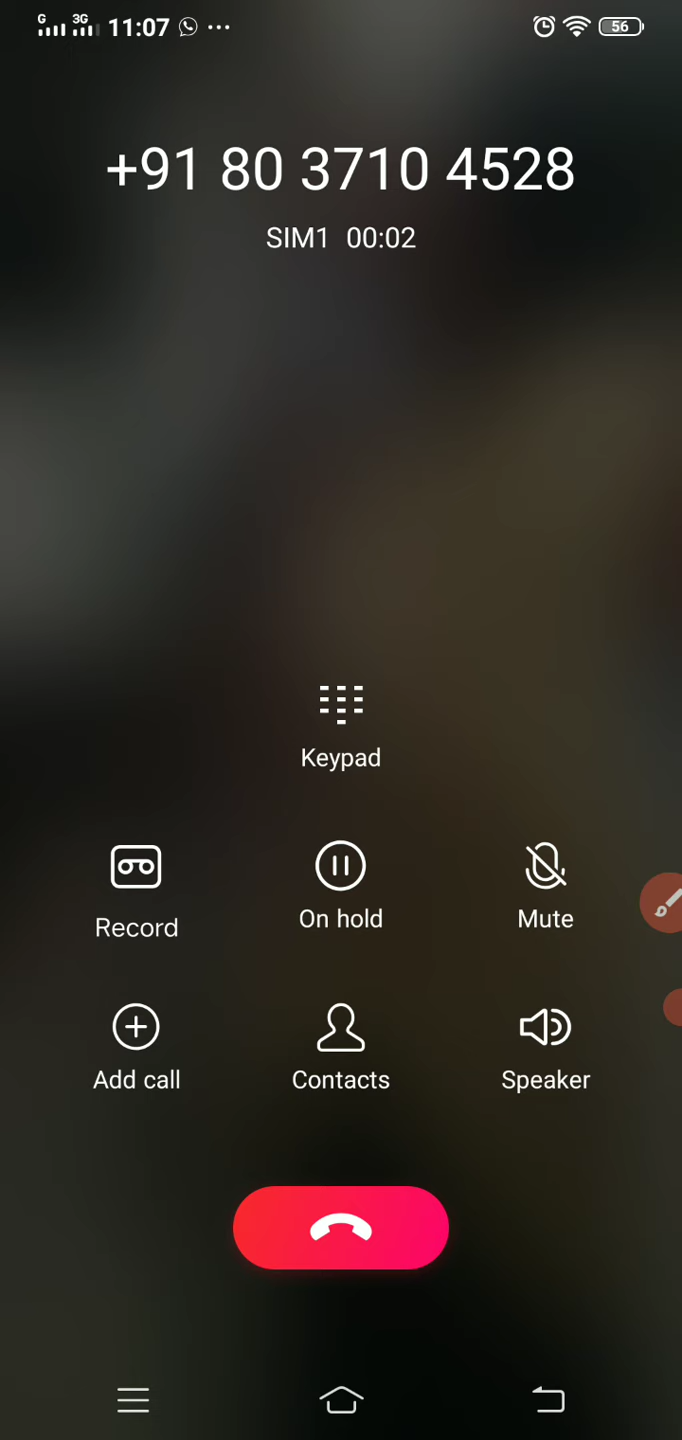 G 3G 11:07 ... 56
+91 80 3710 4528
SIM1 00:02
Keypad
Record On hold Mute
Add call Contacts Speaker